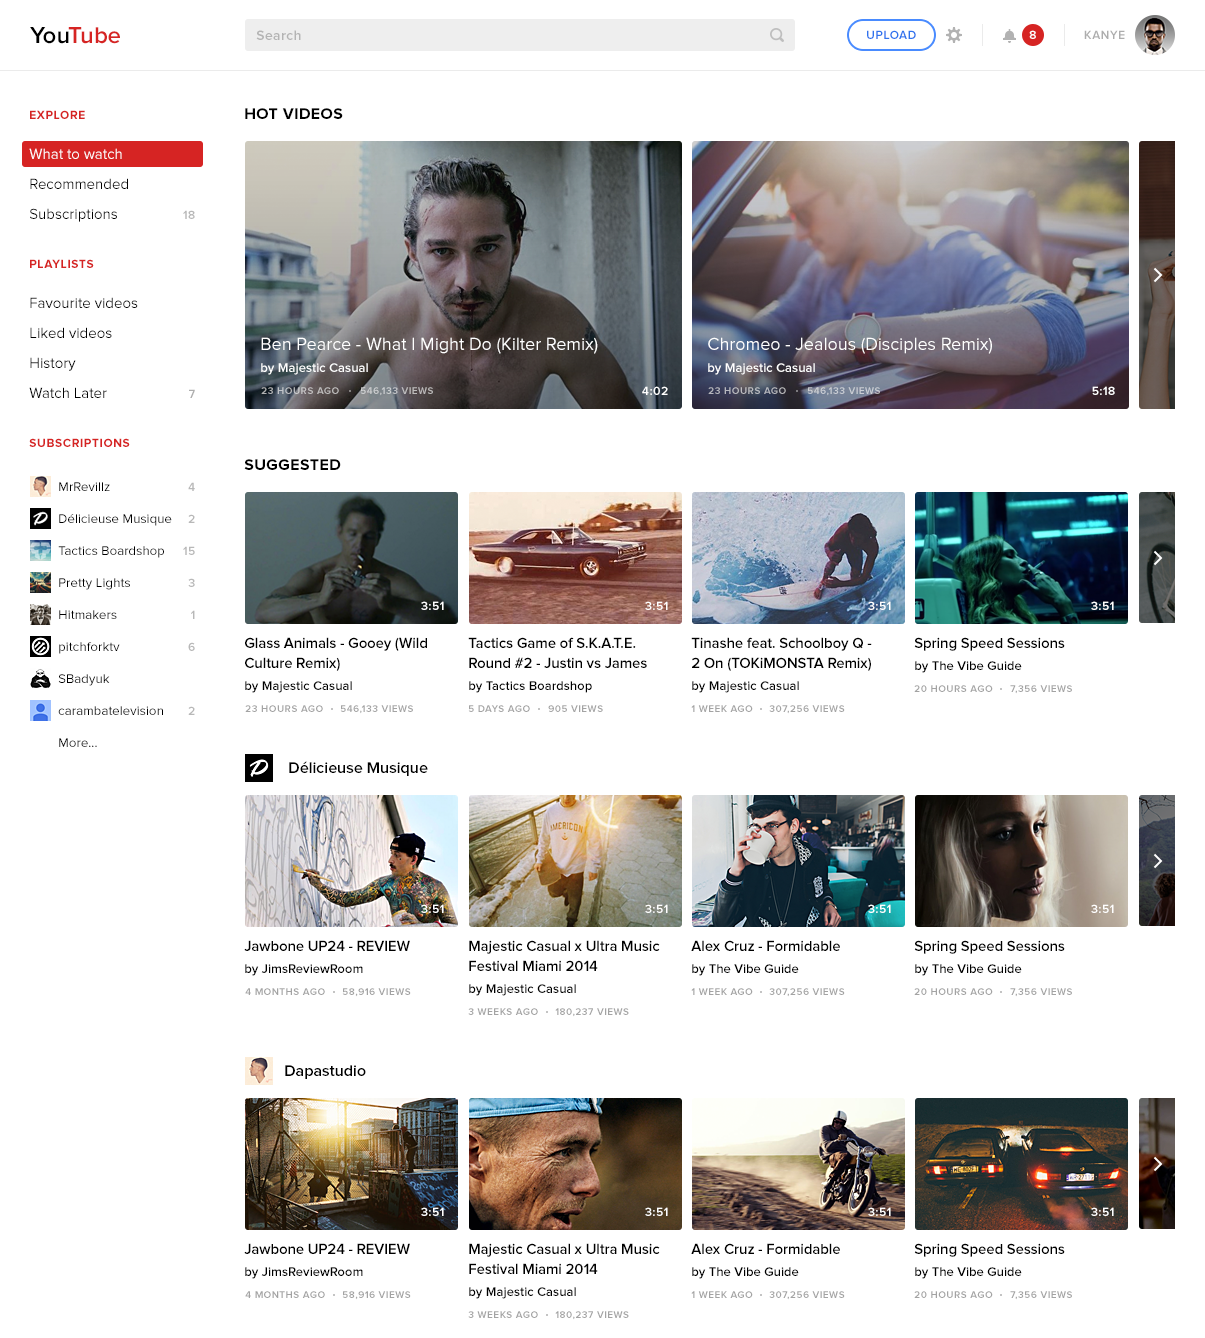 YouTube
Search
UPLOAD
8
KANYE
EXPLORE
What to watch
Recommended
Subscriptions 18
PLAYLISTS
Favourite videos
Liked videos
History
Watch Later 7
SUBSCRIPTIONS
MrRevillz 4
Délicieuse Musique 2
Tactics Boardshop 15
Pretty Lights 3
Hitmakers 1
pitchforktv 6
SBadyuk
carambatelevision 2
More...
HOT VIDEOS
Ben Pearce - What I Might Do (Kilter Remix)
by Majestic Casual
23 HOURS AGO • 546,133 VIEWS
4:02
Chromeo - Jealous (Disciples Remix)
by Majestic Casual
23 HOURS AGO • 546,133 VIEWS
5:18
SUGGESTED
3:51
Glass Animals - Gooey (Wild
Culture Remix)
by Majestic Casual
23 HOURS AGO • 546,133 VIEWS
3:51
Tactics Game of S.K.A.T.E.
Round #2 - Justin vs James
by Tactics Boardshop
5 DAYS AGO • 905 VIEWS
3:51
Tinashe feat. Schoolboy Q -
2 On (TOKiMONSTA Remix)
by Majestic Casual
1 WEEK AGO • 307,256 VIEWS
3:51
Spring Speed Sessions
by The Vibe Guide
20 HOURS AGO • 7,356 VIEWS
Délicieuse Musique
3:51
Jawbone UP24 - REVIEW
by JimsReviewRoom
4 MONTHS AGO • 58,916 VIEWS
AMERICAN
3:51
Majestic Casual x Ultra Music
Festival Miami 2014
by Majestic Casual
3 WEEKS AGO • 180,237 VIEWS
3:51
Alex Cruz - Formidable
by The Vibe Guide
1 WEEK AGO • 307,256 VIEWS
3:51
Spring Speed Sessions
by The Vibe Guide
20 HOURS AGO • 7,356 VIEWS
Dapastudio
3:51
Jawbone UP24 - REVIEW
by JimsReviewRoom
4 MONTHS AGO • 58,916 VIEWS
3:51
Majestic Casual x Ultra Music
Festival Miami 2014
by Majestic Casual
3 WEEKS AGO • 180,237 VIEWS
3:51
Alex Cruz - Formidable
by The Vibe Guide
1 WEEK AGO • 307,256 VIEWS
3:51
Spring Speed Sessions
by The Vibe Guide
20 HOURS AGO • 7,356 VIEWS